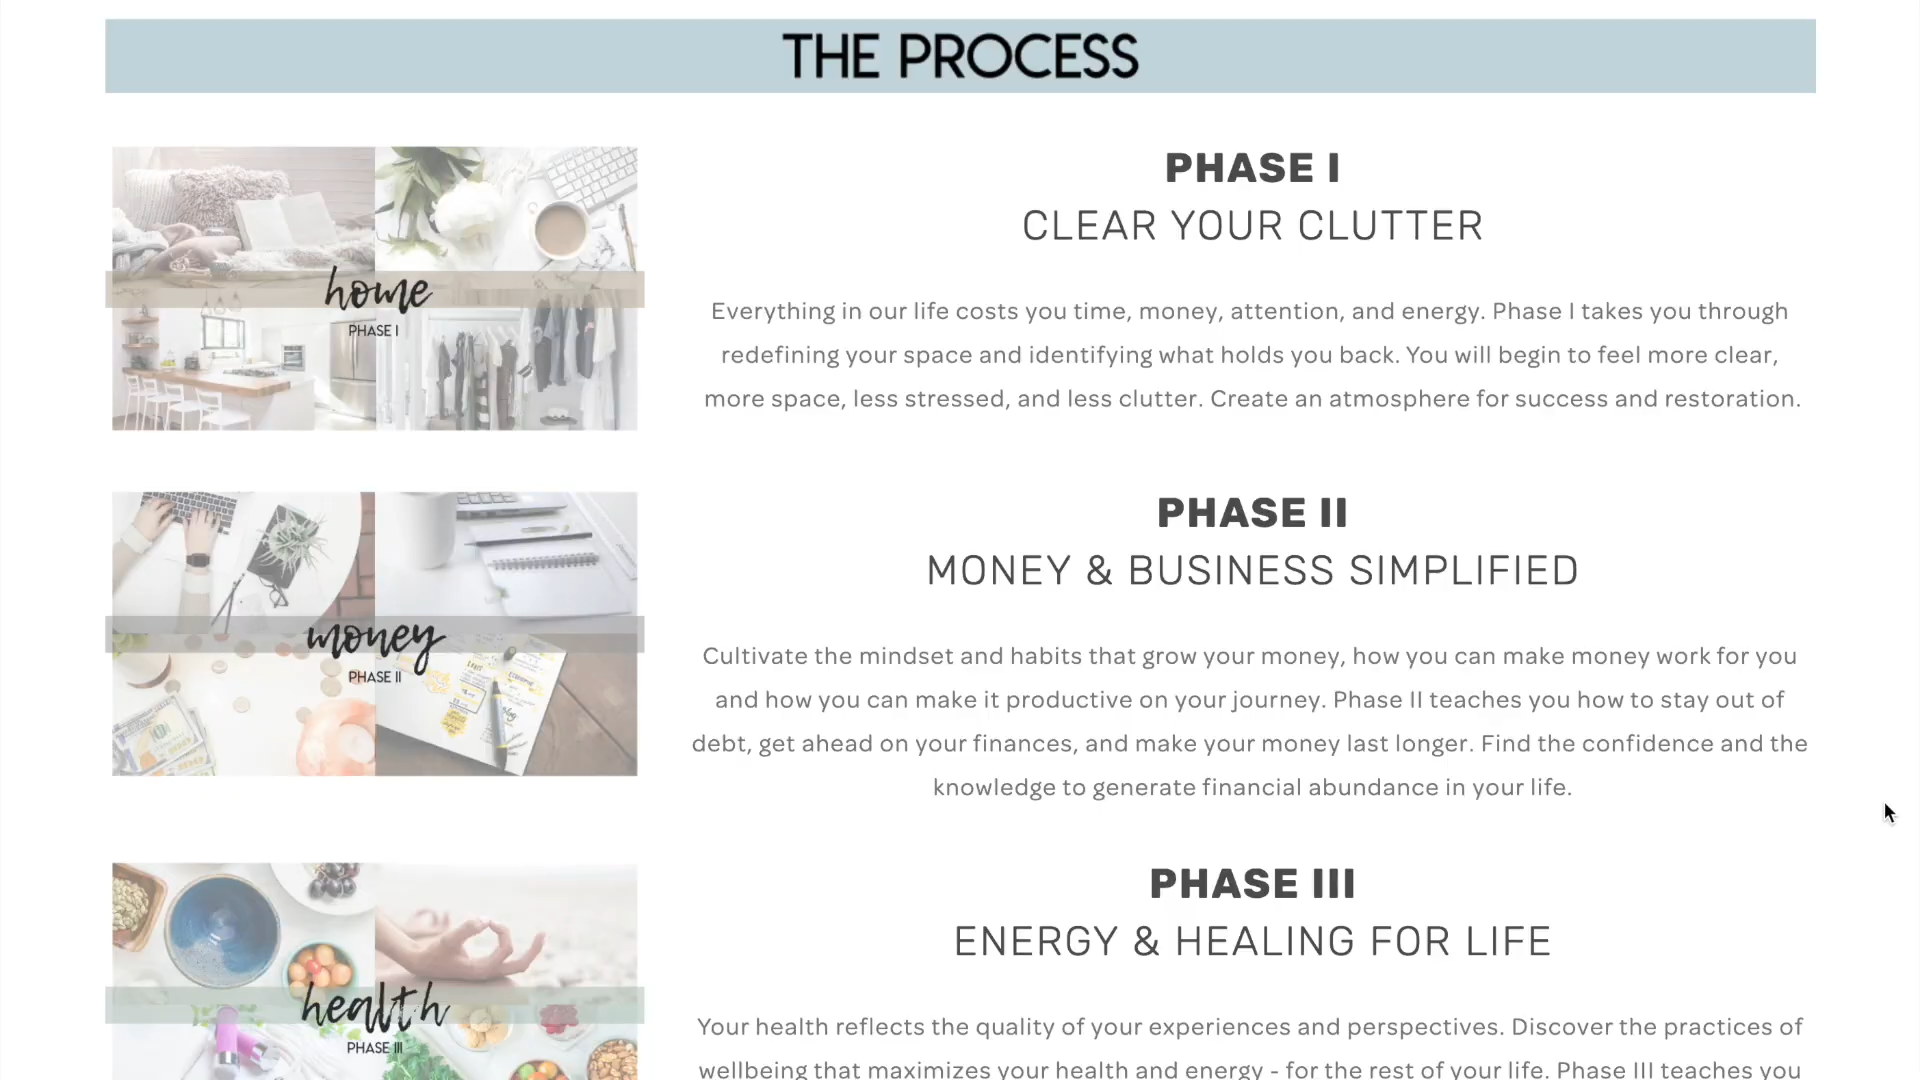 THE PROCESS
home
PHASE I
PHASE I
CLEAR YOUR CLUTTER
Everything in our life costs you time, money, attention, and energy. Phase I takes you through
redefining your space and identifying what holds you back. You will begin to feel more clear,
more space, less stressed, and less clutter. Create an atmosphere for success and restoration.
money
PHASE II
PHASE II
MONEY & BUSINESS SIMPLIFIED
Cultivate the mindset and habits that grow your money, how you can make money work for you
and how you can make it productive on your journey. Phase II teaches you how to stay out of
debt, get ahead on your finances, and make your money last longer. Find the confidence and the
knowledge to generate financial abundance in your life.
health
PHASE III
PHASE III
ENERGY & HEALING FOR LIFE
Your health reflects the quality of your experiences and perspectives. Discover the practices of
wellbeing that maximizes your health and energy - for the rest of your life. Phase III teaches you